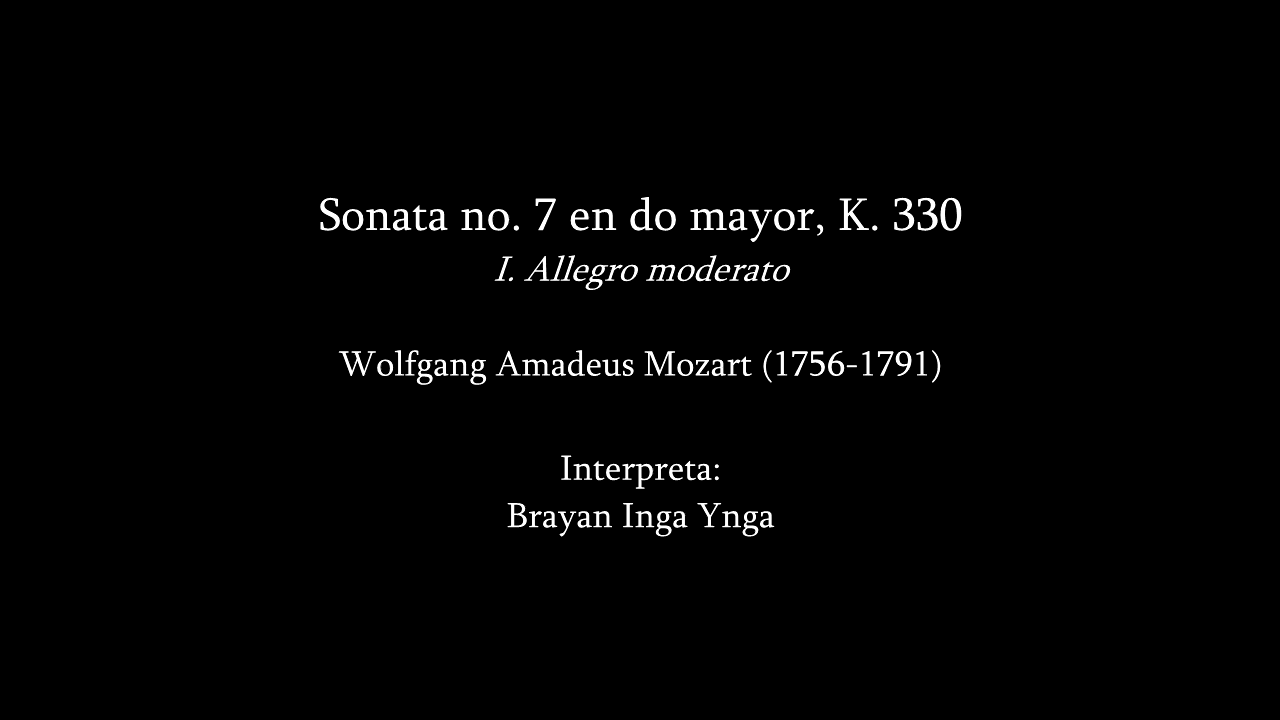 Sonata no. 7 en do mayor, K. 330
I. Allegro moderato
Wolfgang Amadeus Mozart (1756-1791)
Interpreta:
Brayan Inga Ynga